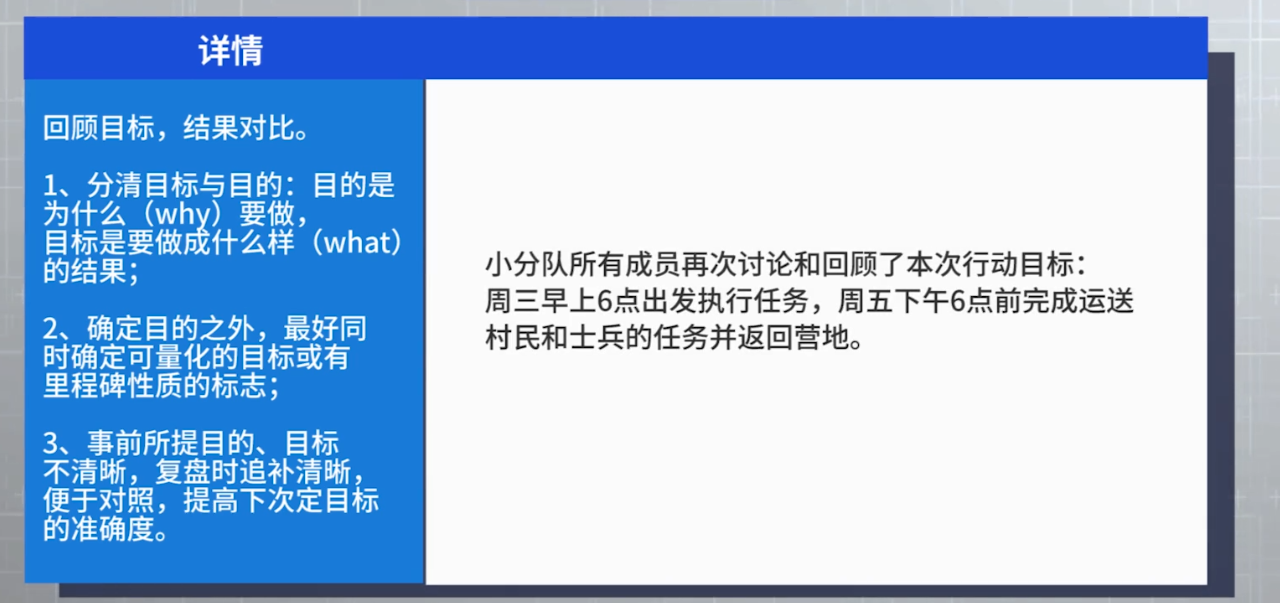 详情
回顾目标，结果对比。
1、分清目标与目的：目的是
为什么（why）要做，
目标是要做成什么样（what）
的结果；
2、确定目的之外，最好同
时确定可量化的目标或有
里程碑性质的标志；
3、事前所提目的、目标
不清晰，复盘时追补清晰，
便于对照，提高下次定目标
的准确度。
小分队所有成员再次讨论和回顾了本次行动目标：
周三早上6点出发执行任务，周五下午6点前完成运送
村民和士兵的任务并返回营地。